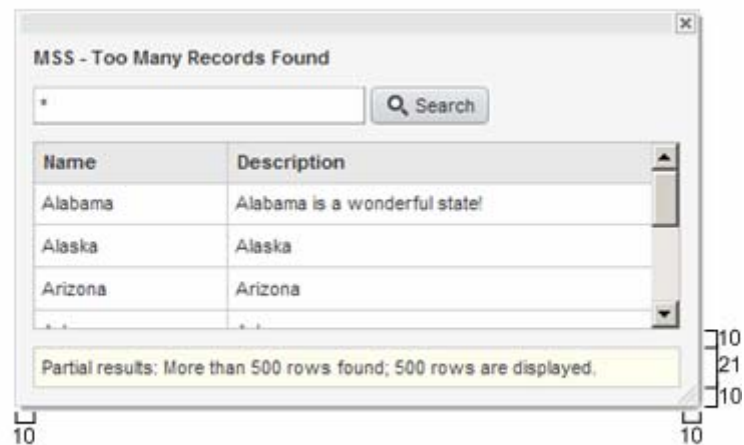 MSS - Too Many Records Found
* Search
Name Description
Alabama Alabama is a wonderful state!
Alaska Alaska
Arizona Arizona
10
Partial results: More than 500 rows found; 500 rows are displayed. 21
10
10 10